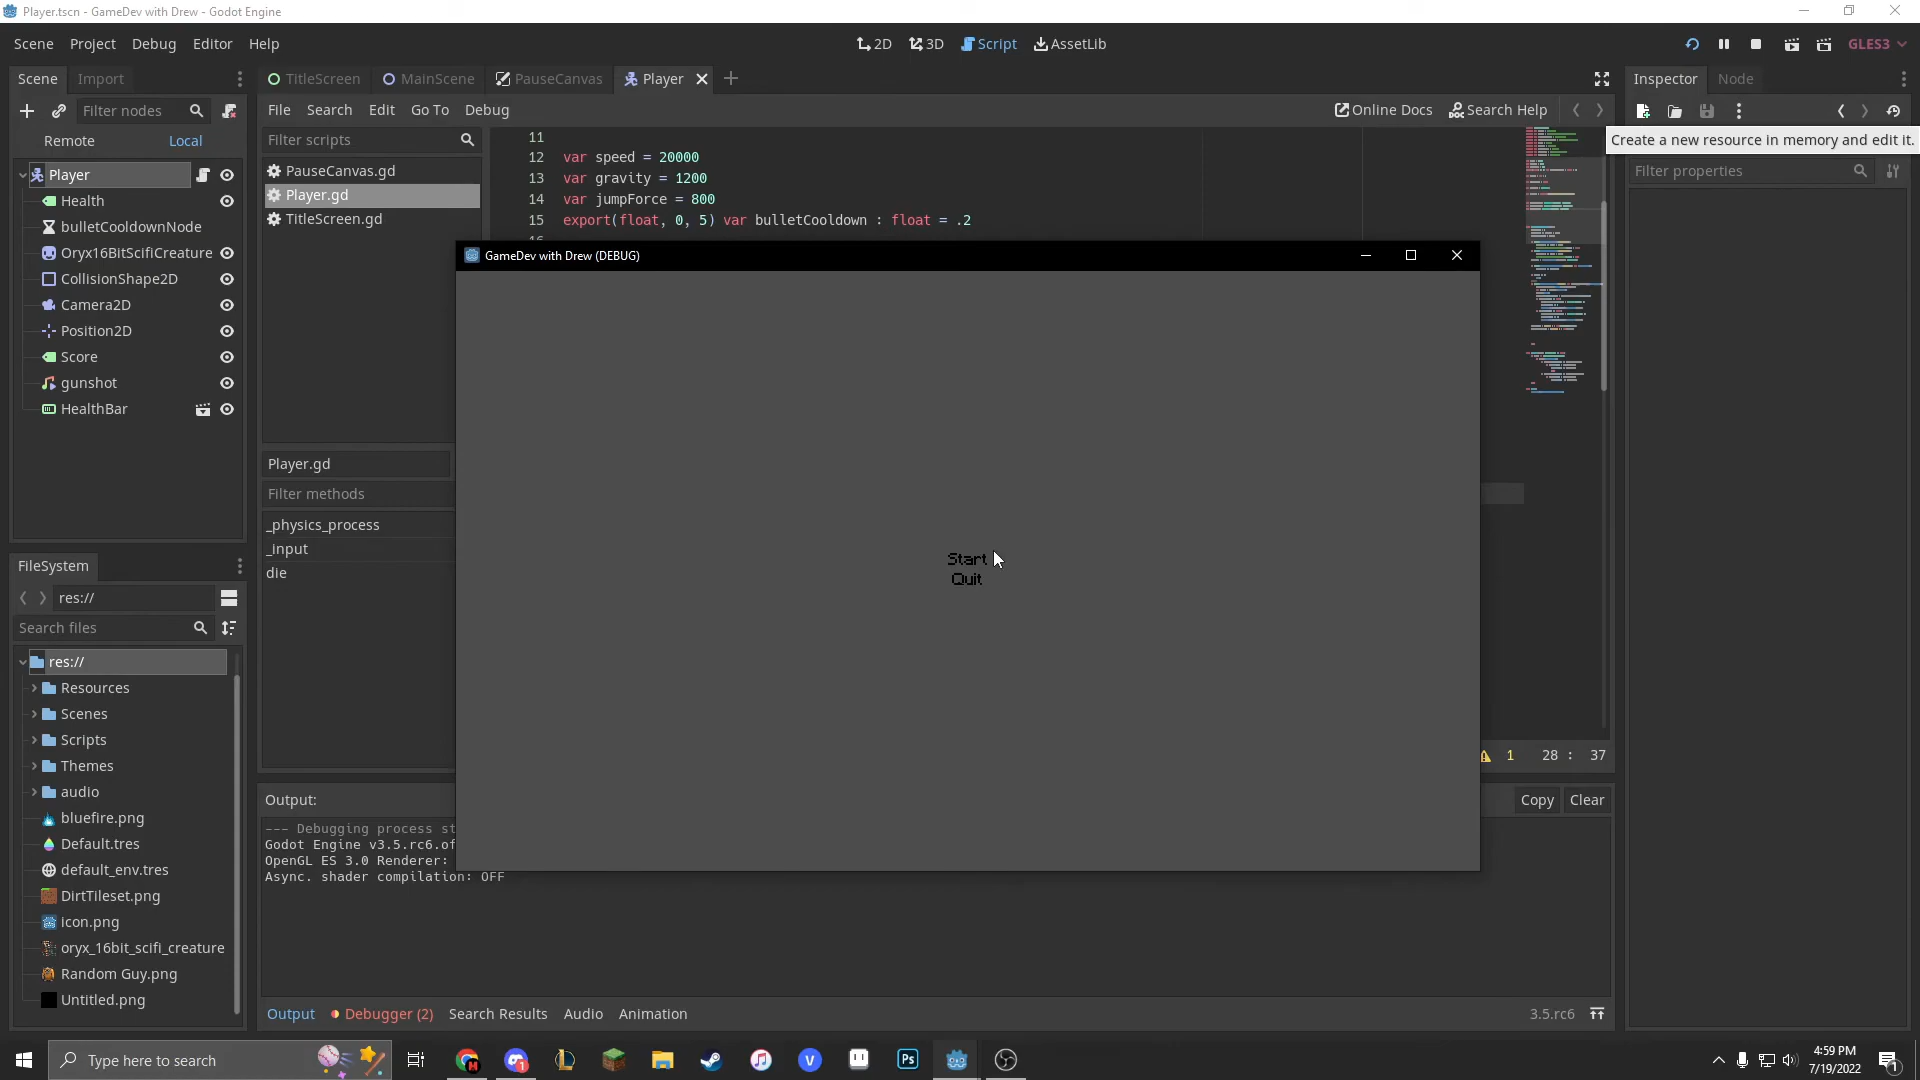 Player.tscn - GameDev with Drew - Godot Engine
Scene Project Debug Editor Help
2D 3D Script AssetLib
GLES3
Scene Import
TitleScreen MainScene PauseCanvas Player
Inspector Node
Filter nodes
File Search Edit Go To Debug
Online Docs Search Help
Create a new resource in memory and edit it.
Remote Local
Filter scripts
Filter properties
Player
Health
bulletCooldownNode
Oryx16BitScifiCreature
CollisionShape2D
Camera2D
Position2D
Score
gunshot
HealthBar
PauseCanvas.gd
Player.gd
TitleScreen.gd
11
12 var speed = 20000
13 var gravity = 1200
14 var jumpForce = 800
15 export(float, 0, 5) var bulletCooldown : float = .2
GameDev with Drew (DEBUG)
Start
Quit
Player.gd
Filter methods
_physics_process
_input
die
1 28 : 37
FileSystem
res://
Search files
res://
Resources
Scenes
Scripts
Themes
audio
bluefire.png
Default.tres
default_env.tres
DirtTileset.png
icon.png
oryx_16bit_scifi_creature
Random Guy.png
Untitled.png
Output:
Copy Clear
--- Debugging process st
Godot Engine v3.5.rc6.of
OpenGL ES 3.0 Renderer:
Async. shader compilation: OFF
Output Debugger (2) Search Results Audio Animation
3.5.rc6
Type here to search
4:59 PM
7/19/2022